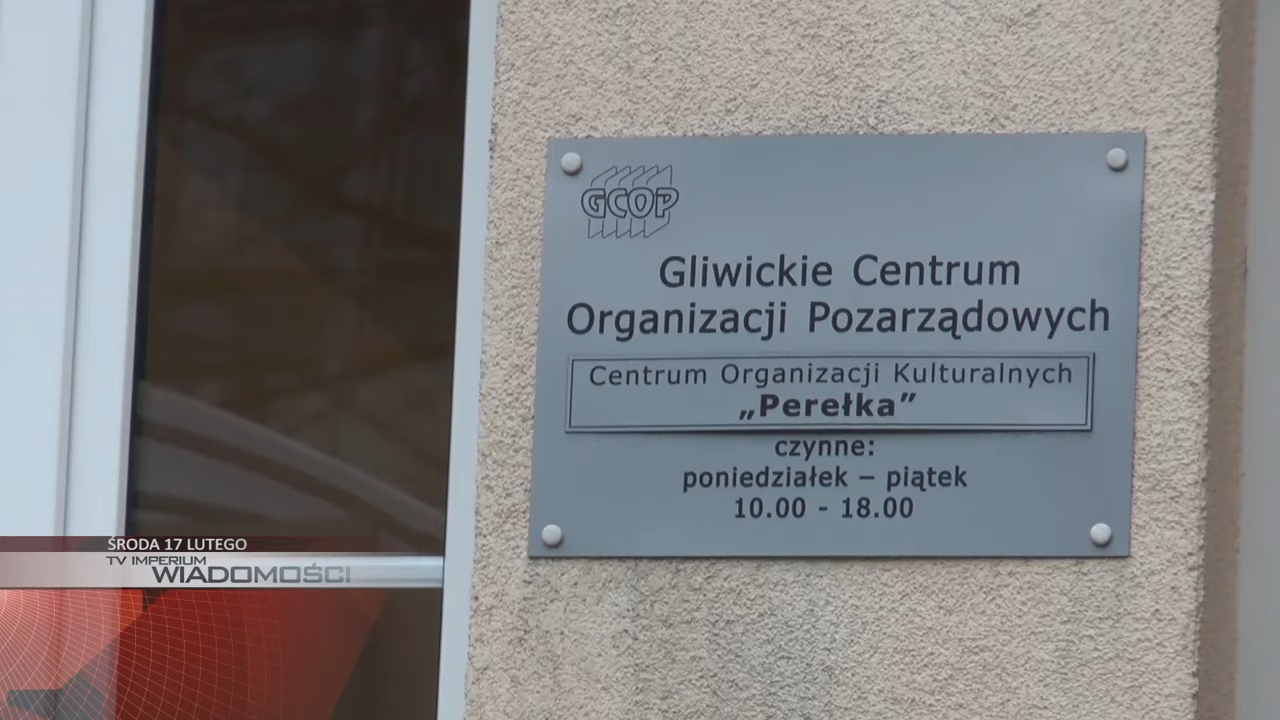 GCOP
Gliwickie Centrum
Organizacji Pozarządowych
Centrum Organizacji Kulturalnych
„Perełka”
czynne:
poniedziałek – piątek
10.00 - 18.00
ŚRODA 17 LUTEGO
TV IMPERIUM
WIADOMOŚCI